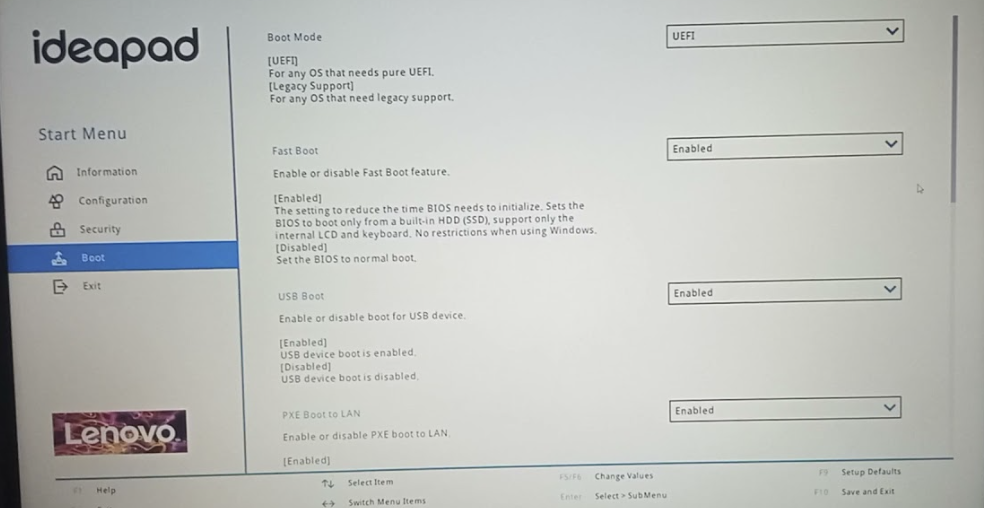 ideapad
Start Menu
Information
Configuration
Security
Boot
Exit
Lenovo
Boot Mode
UEFI
[UEFI]
For any OS that needs pure UEFI.
[Legacy Support]
For any OS that need legacy support.
Fast Boot
Enabled
Enable or disable Fast Boot feature.
[Enabled]
The setting to reduce the time BIOS needs to initialize. Sets the
BIOS to boot only from a built-in HDD (SSD), support only the
internal LCD and keyboard. No restrictions when using Windows.
[Disabled]
Set the BIOS to normal boot.
USB Boot
Enabled
Enable or disable boot for USB device.
[Enabled]
USB device boot is enabled.
[Disabled]
USB device boot is disabled.
PXE Boot to LAN
Enabled
Enable or disable PXE boot to LAN.
[Enabled]
F1 Help
↑↓ Select Item
F5/F6 Change Values
F9 Setup Defaults
↔ Switch Menu Items
Enter Select > SubMenu
F10 Save and Exit